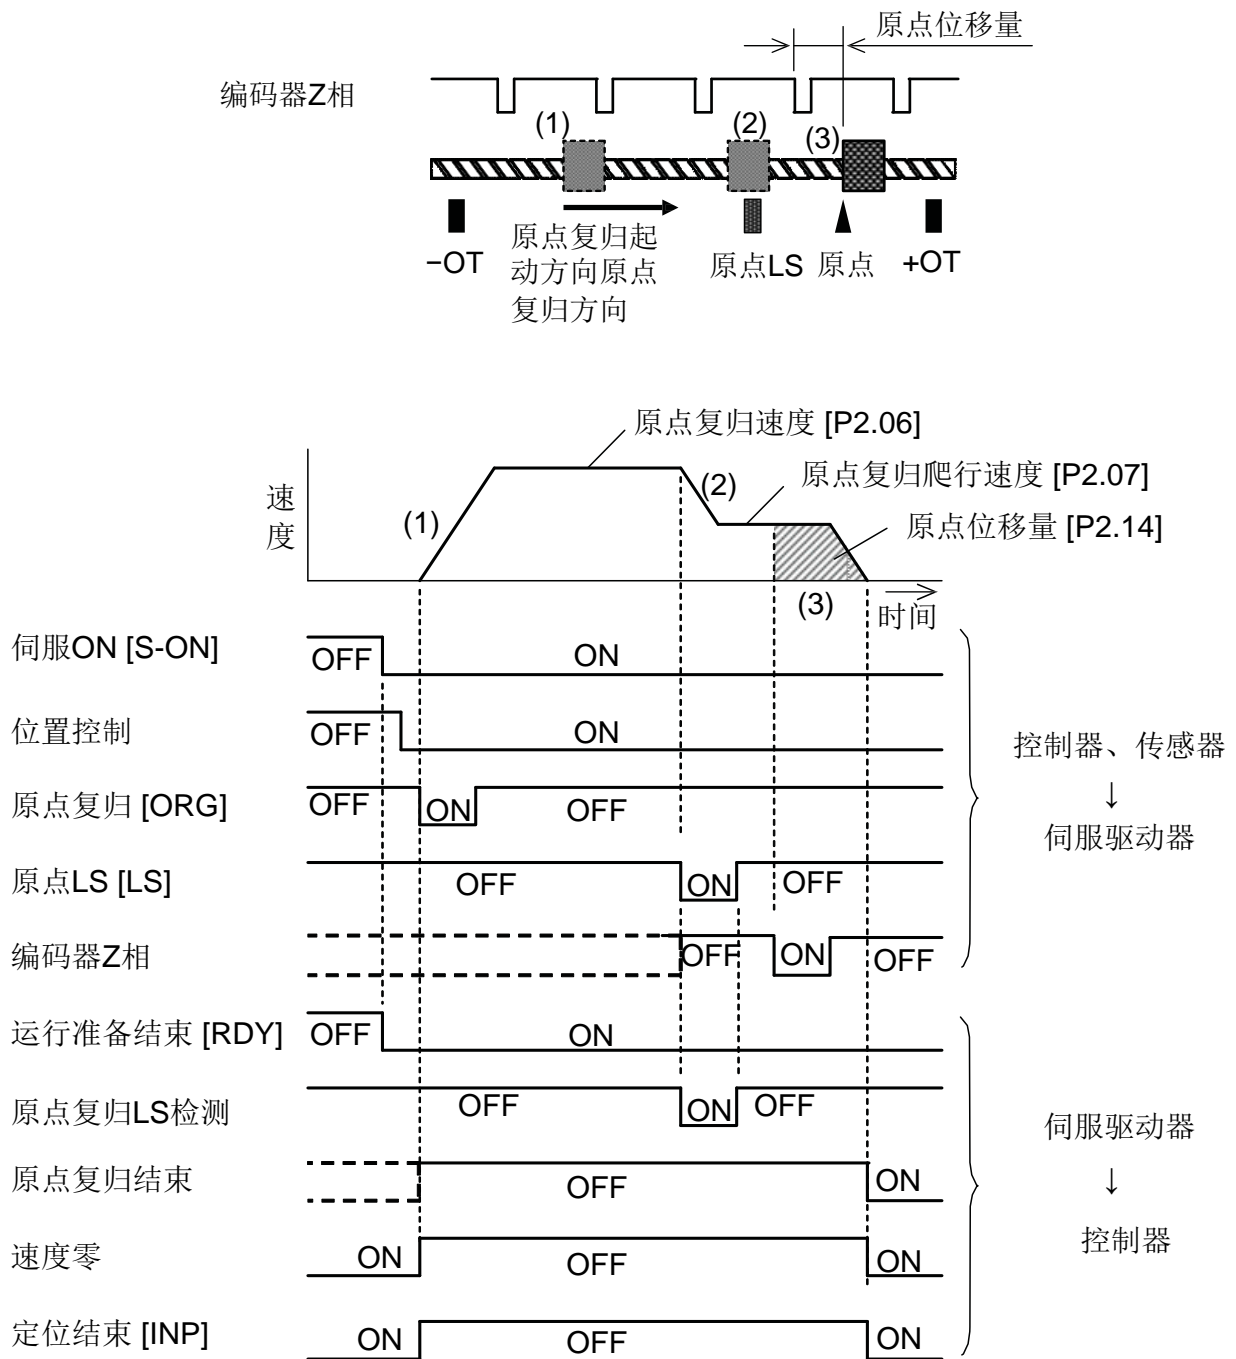 原点位移量
编码器Z相
(1)
(2)
(3)
−OT
原点复归起
动方向原点
复归方向
原点LS
原点
+OT
原点复归速度 [P2.06]
原点复归爬行速度 [P2.07]
原点位移量 [P2.14]
速
度
(1)
(2)
(3)
时间
伺服ON [S-ON]
OFF
ON
位置控制
OFF
ON
原点复归 [ORG]
OFF
ON
OFF
原点LS [LS]
OFF
ON
OFF
编码器Z相
OFF
ON
OFF
控制器、传感器
↓
伺服驱动器
运行准备结束 [RDY]
OFF
ON
原点复归LS检测
OFF
ON
OFF
原点复归结束
OFF
ON
速度零
ON
OFF
ON
定位结束 [INP]
ON
OFF
ON
伺服驱动器
↓
控制器